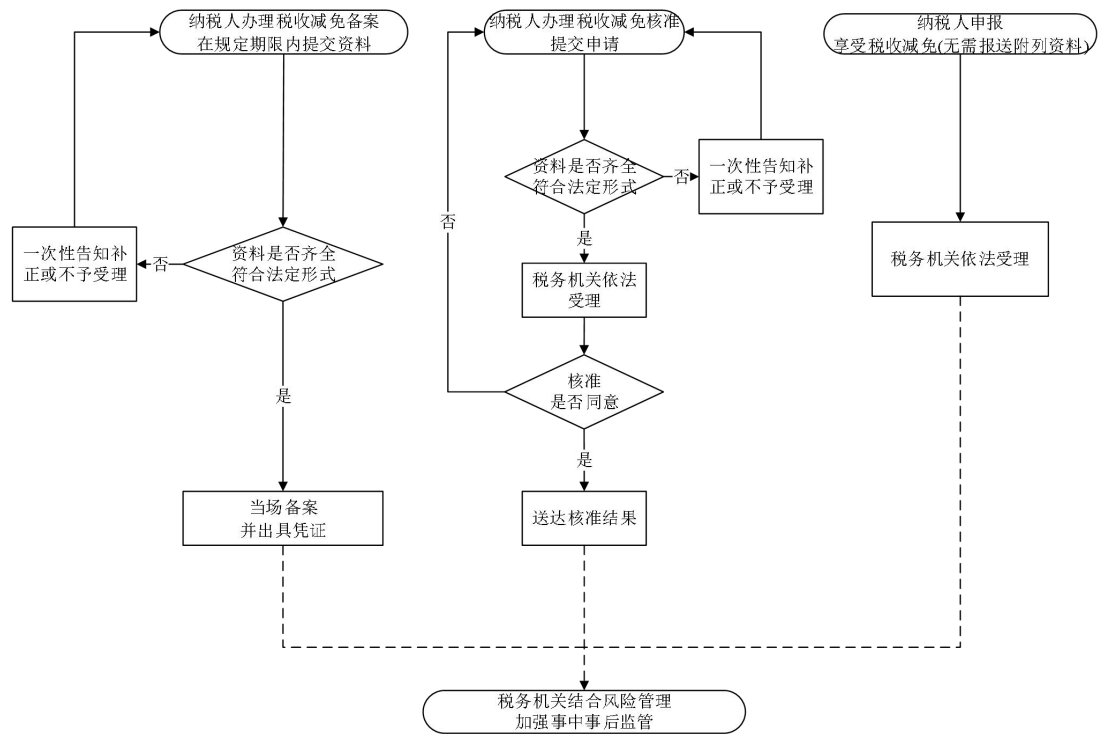 纳税人办理税收减免备案
在规定期限内提交资料
资料是否齐全
符合法定形式
否
一次性告知补
正或不予受理
是
当场备案
并出具凭证
纳税人办理税收减免核准
提交申请
资料是否齐全
符合法定形式
否
一次性告知补
正或不予受理
是
税务机关依法
受理
核准
是否同意
否
是
送达核准结果
纳税人申报
享受税收减免(无需报送附列资料)
税务机关依法受理
税务机关结合风险管理
加强事中事后监管